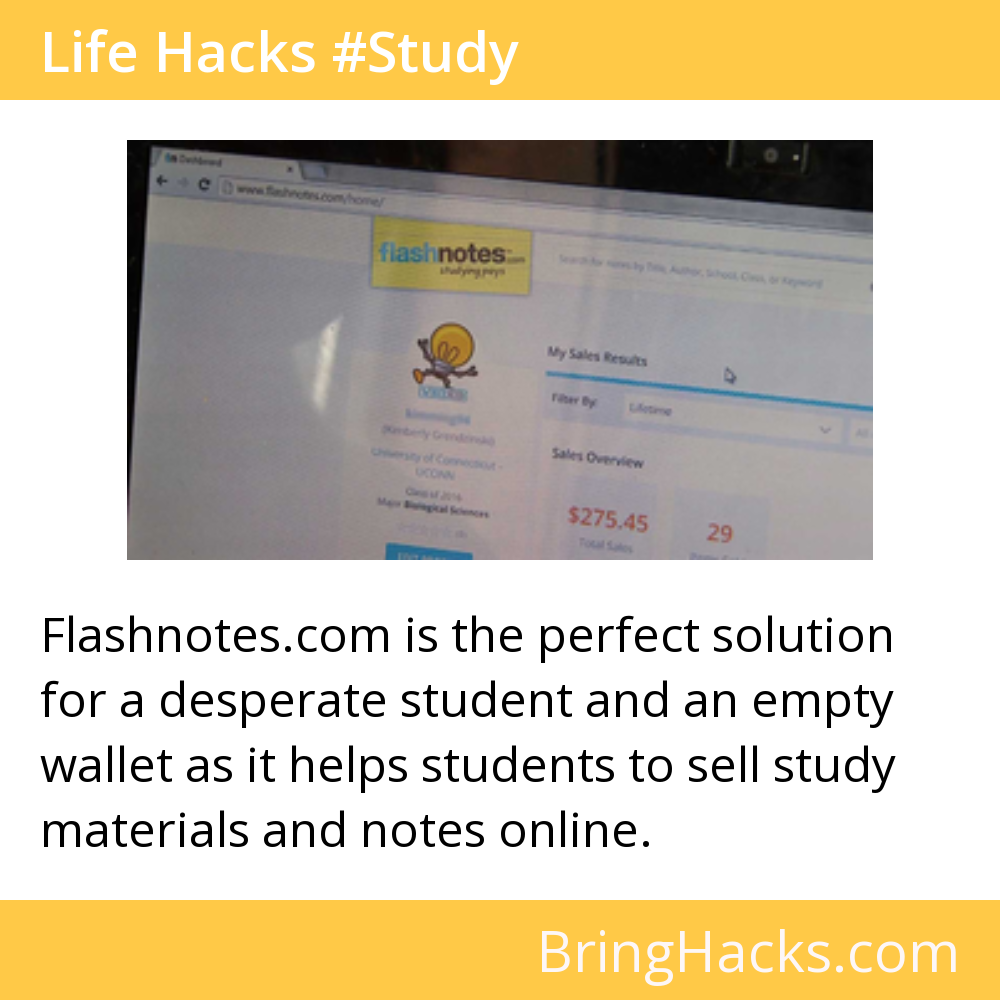 Life Hacks #Study
Dashboard
www.flashnotes.com/home/
flashnotes.com
studying pays
Search for notes by Title, Author, School, Class, or Keyword
My Sales Results
Filter By:
Lifetime
All
(Kimberly
University of Connecticut -
UCONN
Class of 2016
Major Biological Sciences
Sales Overview
$275.45
29
Total Sales
Flashnotes.com is the perfect solution
for a desperate student and an empty
wallet as it helps students to sell study
materials and notes online.
BringHacks.com